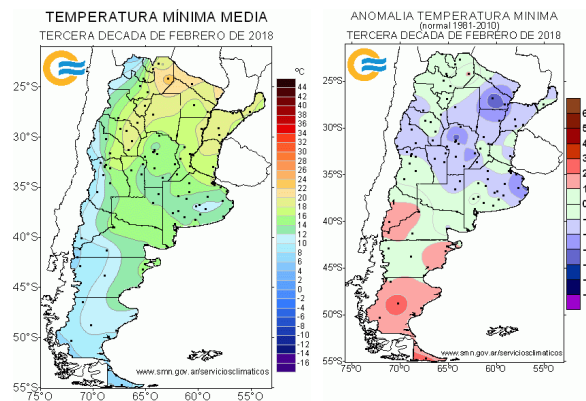 TEMPERATURA MÍNIMA MEDIA
TERCERA DECADA DE FEBRERO DE 2018
25°S
30°S
35°S
40°S
45°S
50°S
55°S
75°O 70°O 65°O 60°O 55°O
www.smn.gov.ar/serviciosclimaticos
ºC
44
42
40
38
36
34
32
30
28
26
24
22
20
18
16
14
12
10
8
6
4
2
0
-2
-4
-6
-8
-10
-12
-14
-16
ANOMALIA TEMPERATURA MINIMA
(normal 1981-2010)
TERCERA DECADA DE FEBRERO DE 2018
25°S
30°S
35°S
40°S
45°S
50°S
55°S
75°O 70°O 65°O 60°O 55°O
www.smn.gov.ar/serviciosclimaticos